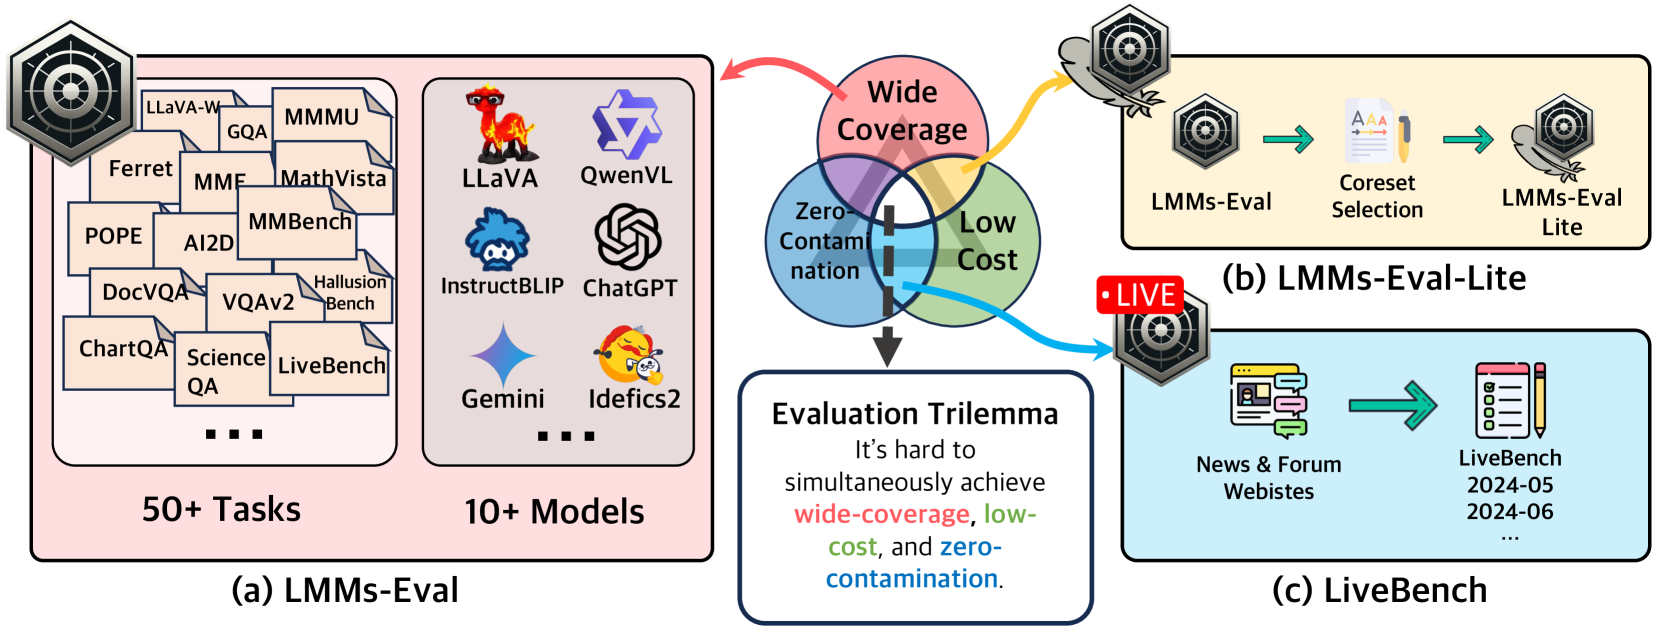 LLaVA-W
GQA
MMMU
Ferret
MME
MathVista
MMBench
POPE
AI2D
DocVQA
VQAv2
Hallusion
Bench
ChartQA
Science
QA
LiveBench
...
50+ Tasks
LLaVA
QwenVL
InstructBLIP
ChatGPT
Gemini
Idefics2
...
10+ Models
(a) LMMs-Eval
Wide
Coverage
Zero-
Contami
nation
Low
Cost
Evaluation Trilemma
It's hard to
simultaneously achieve
wide-coverage, low-
cost, and zero-
contamination.
LMMs-Eval
AAA
Coreset
Selection
LMMs-Eval
Lite
(b) LMMs-Eval-Lite
• LIVE
News & Forum
Webistes
LiveBench
2024-05
2024-06
...
(c) LiveBench